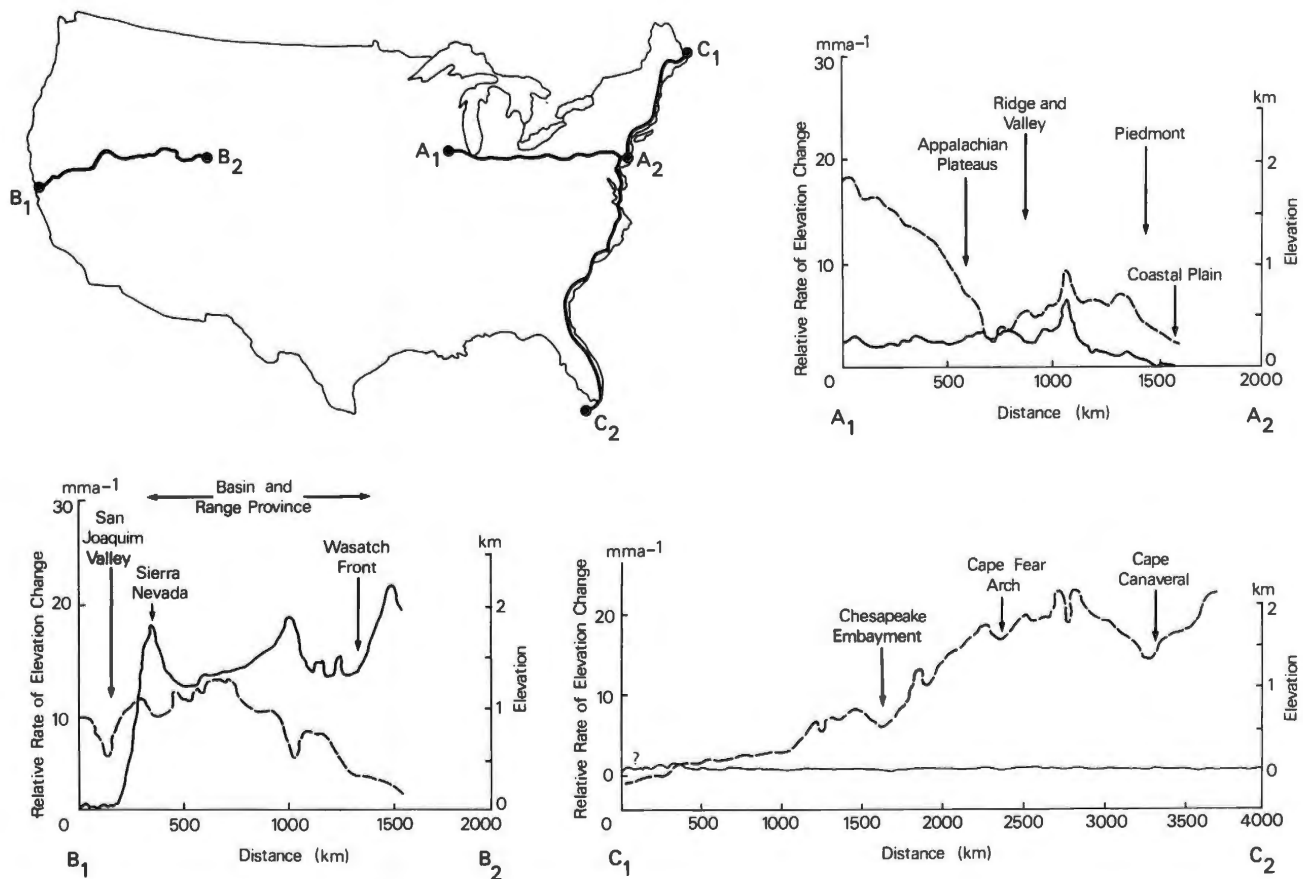 C1
A1
A2
B1
B2
C2
mma-1
30
20
10
0
Relative Rate of Elevation Change
Appalachian
Plateaus
Ridge and
Valley
Piedmont
Coastal Plain
km
2
1
0
Elevation
0 500 1000 1500 2000
Distance (km)
A1
A2
mma-1
30
20
10
0
Relative Rate of Elevation Change
Basin and
Range Province
San
Joaquim
Valley
Sierra
Nevada
Wasatch
Front
km
2
1
0
Elevation
500 1000 1500 2000
Distance (km)
B1
B2
mma-1
20
10
0
Relative Rate of Elevation Change
?
Chesapeake
Embayment
Cape Fear
Arch
Cape
Canaveral
km
2
1
0
Elevation
0 500 1000 1500 2000 2500 3000 3500 4000
Distance (km)
C1
C2